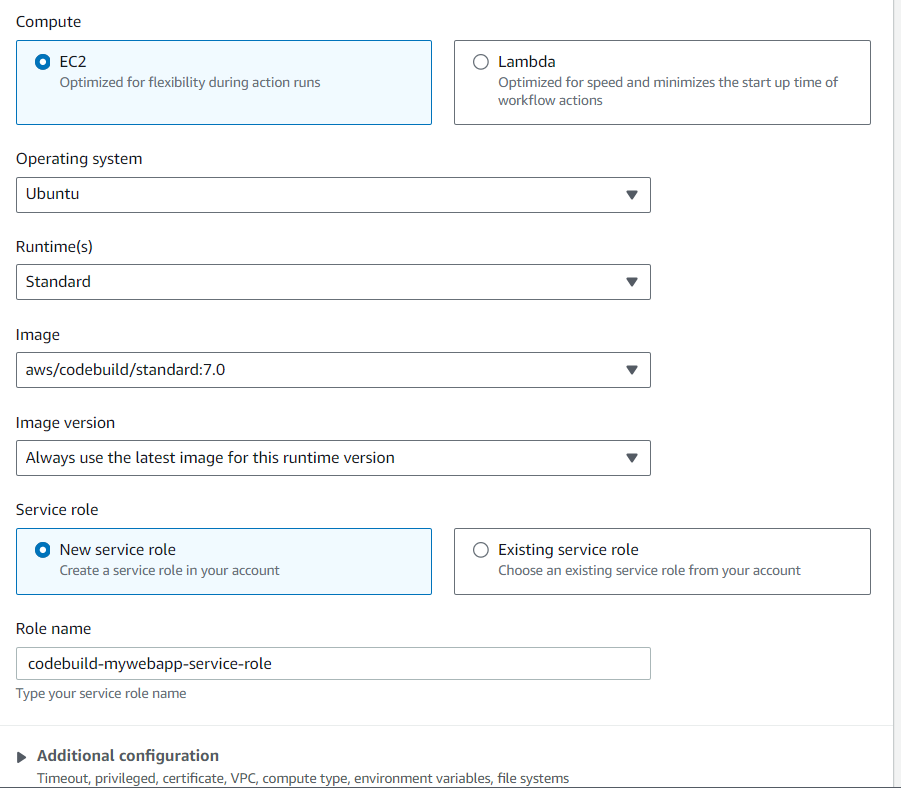 Compute
EC2
Optimized for flexibility during action runs
Lambda
Optimized for speed and minimizes the start up time of
workflow actions
Operating system
Ubuntu
Runtime(s)
Standard
Image
aws/codebuild/standard:7.0
Image version
Always use the latest image for this runtime version
Service role
New service role
Create a service role in your account
Existing service role
Choose an existing service role from your account
Role name
codebuild-mywebapp-service-role
Type your service role name
Additional configuration
Timeout, privileged, certificate, VPC, compute type, environment variables, file systems